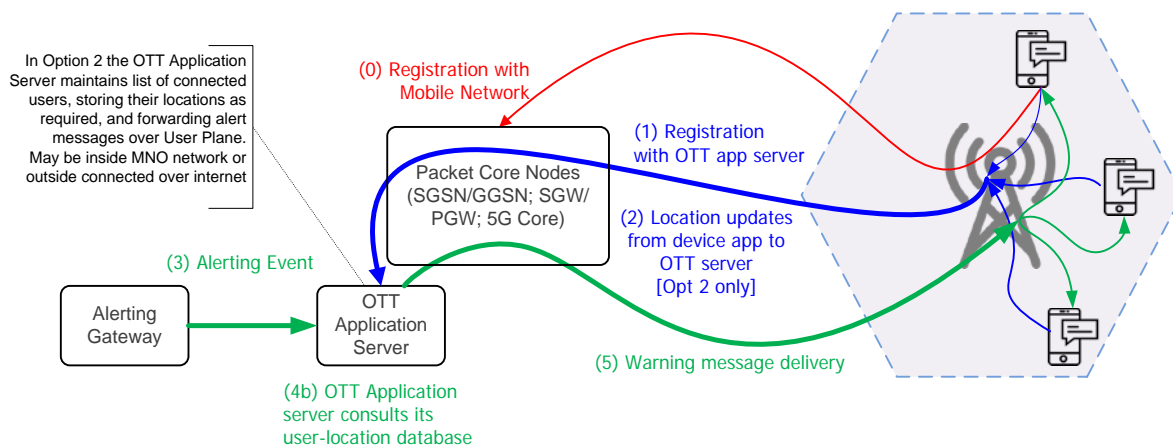 In Option 2 the OTT Application
Server maintains list of connected
users, storing their locations as
required, and forwarding alert
messages over User Plane.
May be inside MNO network or
outside connected over internet
(0) Registration with
Mobile Network
(1) Registration
with OTT app server
Packet Core Nodes
(SGSN/GGSN; SGW/
PGW; 5G Core)
(2) Location updates
from device app to
OTT server
[Opt 2 only]
(3) Alerting Event
Alerting
Gateway
OTT
Application
Server
(5) Warning message delivery
(4b) OTT Application
server consults its
user-location database